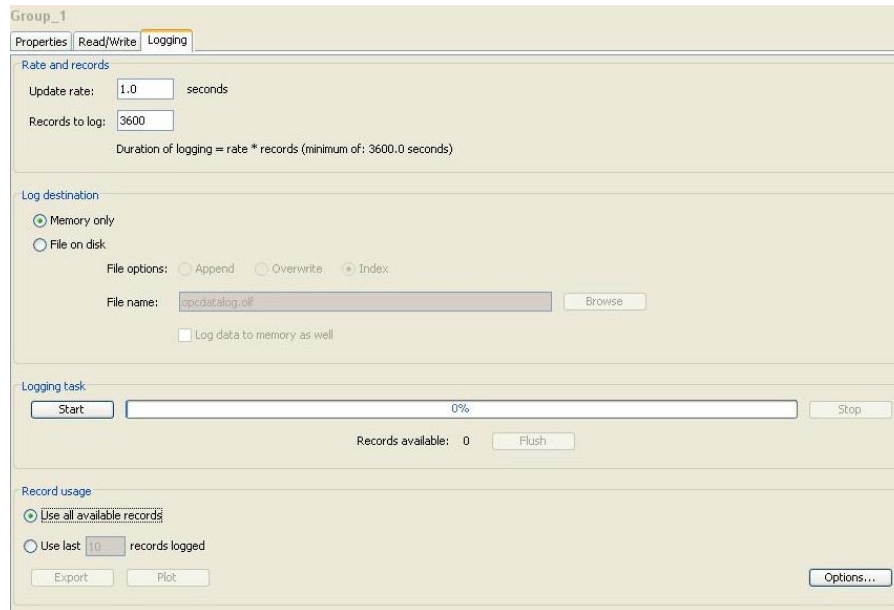 Group_1
Properties Read/Write Logging
Rate and records
Update rate: 1.0 seconds
Records to log: 3600
Duration of logging = rate * records (minimum of: 3600.0 seconds)
Log destination
Memory only
File on disk
File options: Append Overwrite Index
File name: opcdatalog.olf Browse
Log data to memory as well
Logging task
Start 0% Stop
Records available: 0 Flush
Record usage
Use all available records
Use last 10 records logged
Export Plot Options...